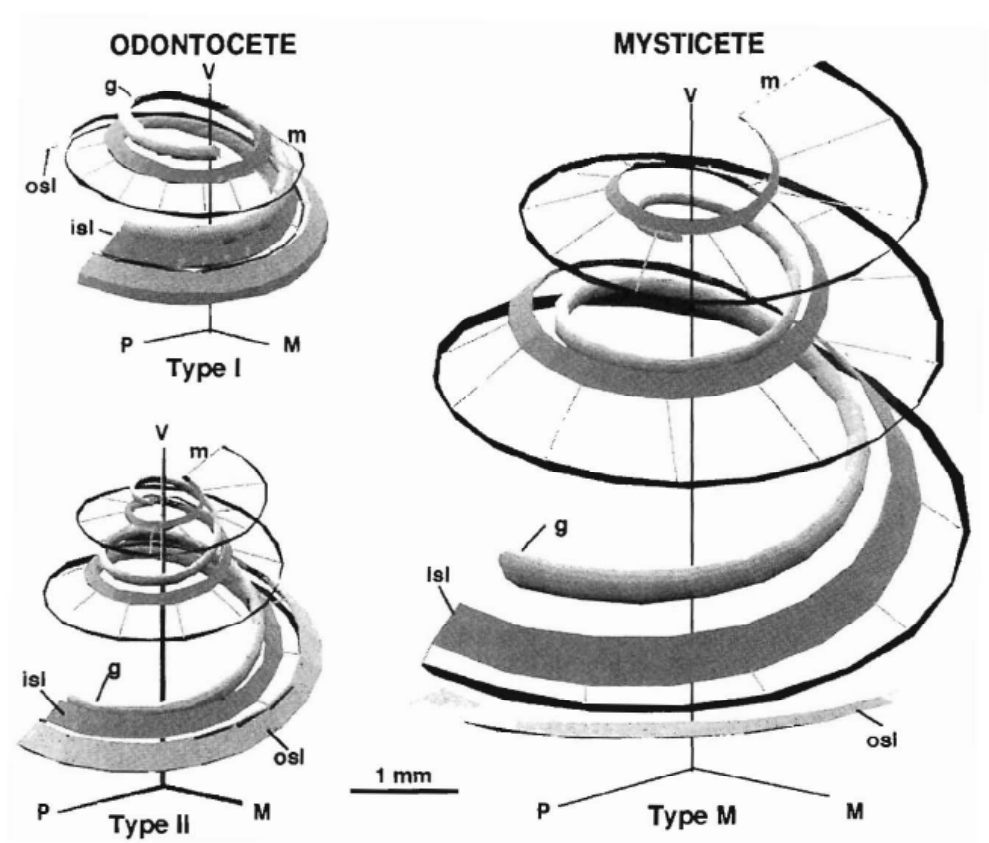 ODONTOCETE
V
g
m
osl
isl
P
M
Type I
MYSTICETE
V
m
g
isl
osl
P
M
Type M
V
m
g
isl
osl
P
M
Type II
1 mm